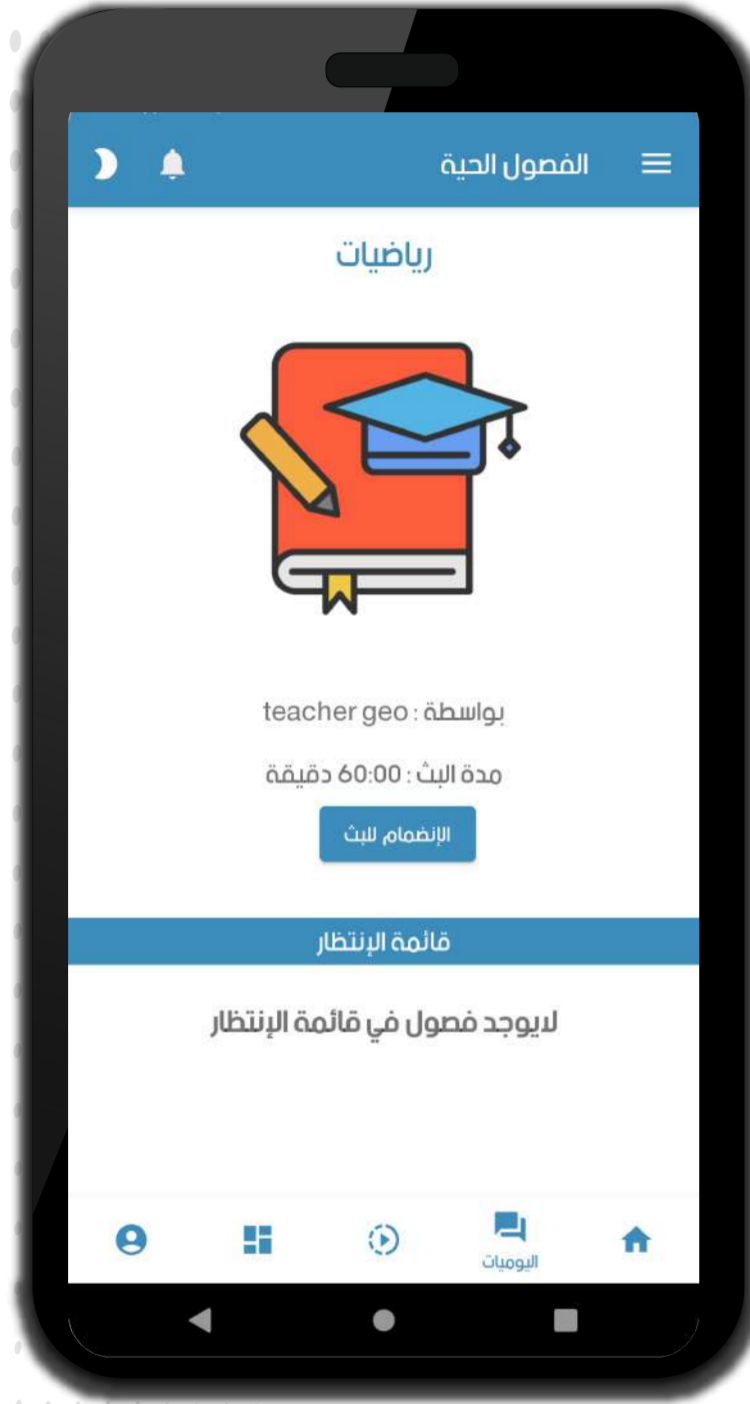 الفصول الحية
رياضيات
بواسطة : teacher geo
مدة البث : 60:00 دقيقة
الإنضمام للبث
قائمة الإنتظار
لايوجد فصول في قائمة الإنتظار
اليوميات